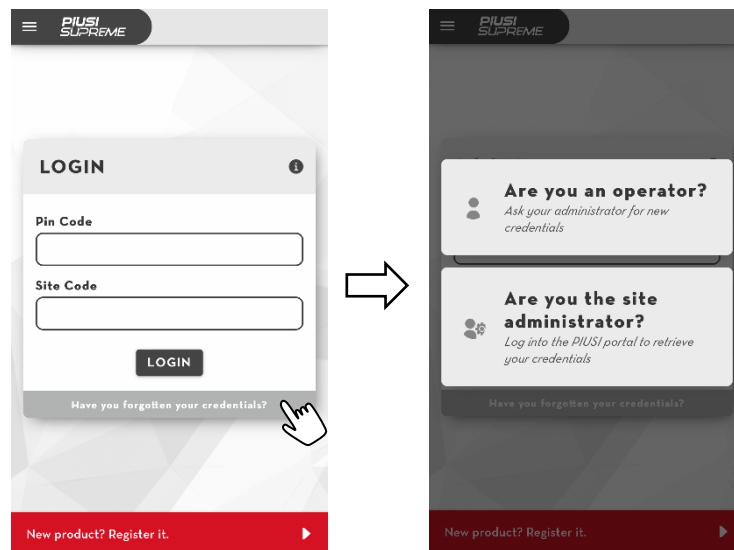 PIUSI
SUPREME
LOGIN
Pin Code
Site Code
LOGIN
Have you forgotten your credentials?
New product? Register it.
PIUSI
SUPREME
Are you an operator?
Ask your administrator for new
credentials
Are you the site
administrator?
Log into the PIUSI portal to retrieve
your credentials
Have you forgotten your credentials?
New product? Register it.